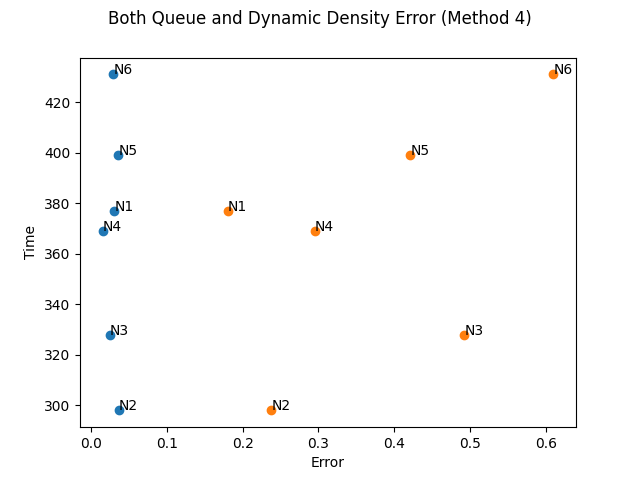 Both Queue and Dynamic Density Error (Method 4)
N6 N6
420
N5 N5
400
380
N1 N1
N4 N4
360
Time
340
N3 N3
320
N2 N2
300
0.0 0.1 0.2 0.3 0.4 0.5 0.6
Error